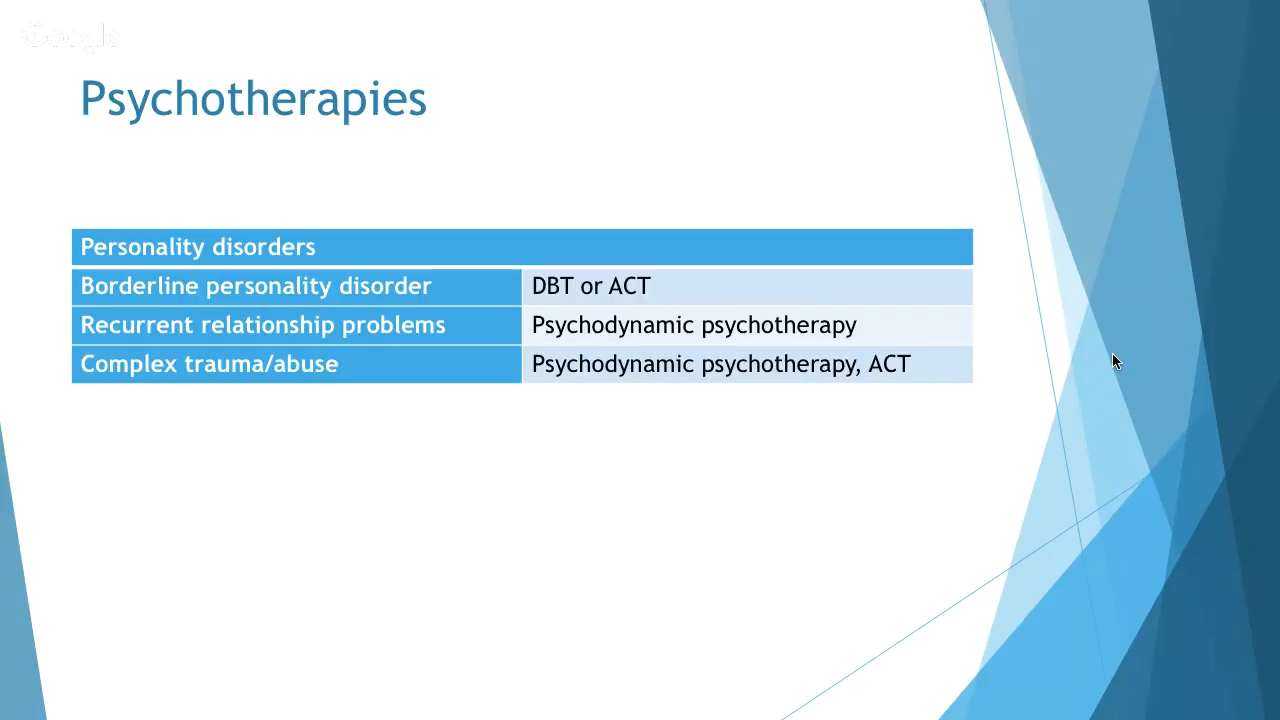 Google
Psychotherapies
Personality disorders
Borderline personality disorder DBT or ACT
Recurrent relationship problems Psychodynamic psychotherapy
Complex trauma/abuse Psychodynamic psychotherapy, ACT